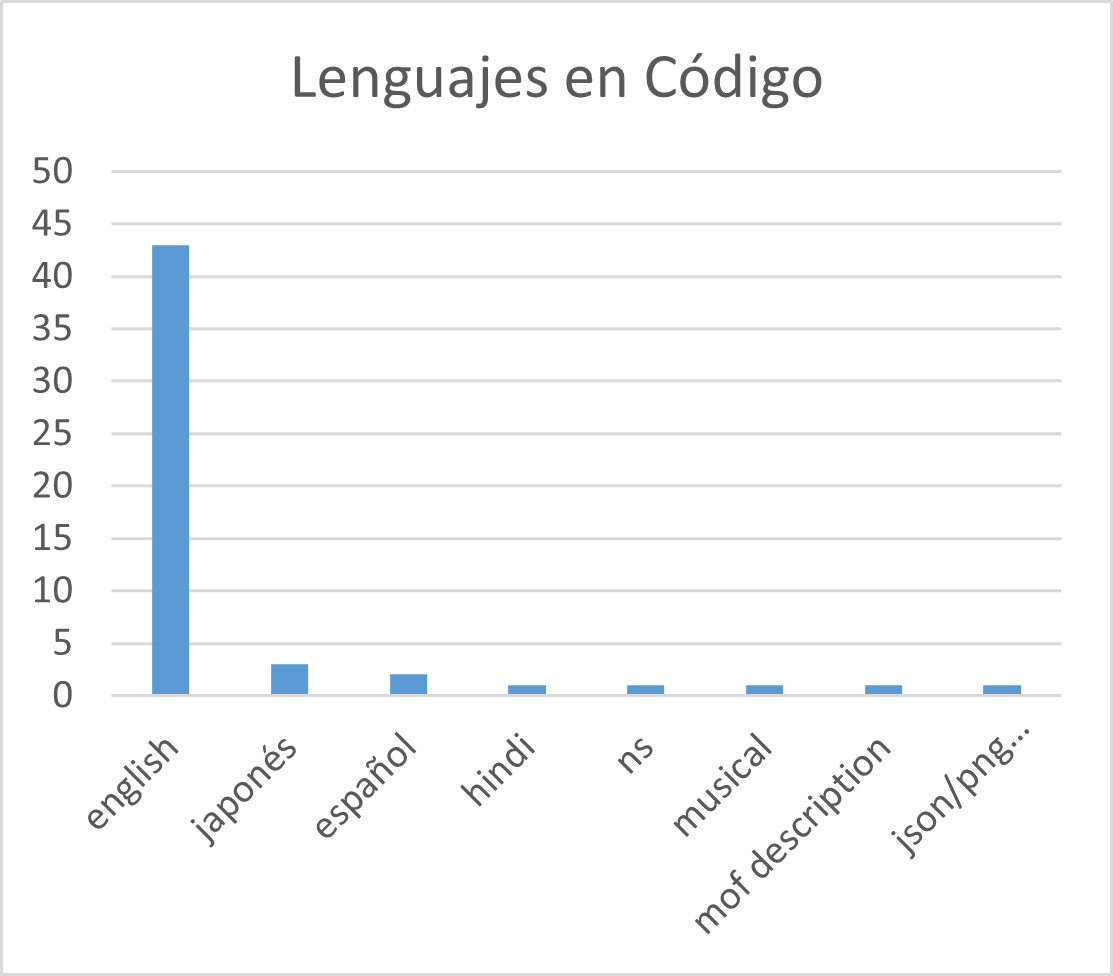 Lenguajes en Código
50
45
40
35
30
25
20
15
10
5
0
english
japonés
español
hindi
ns
musical
mof description
json/png...